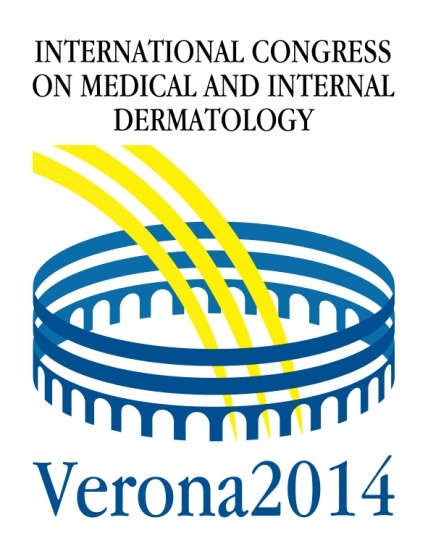 INTERNATIONAL CONGRESS
ON MEDICAL AND INTERNAL
DERMATOLOGY
Verona2014